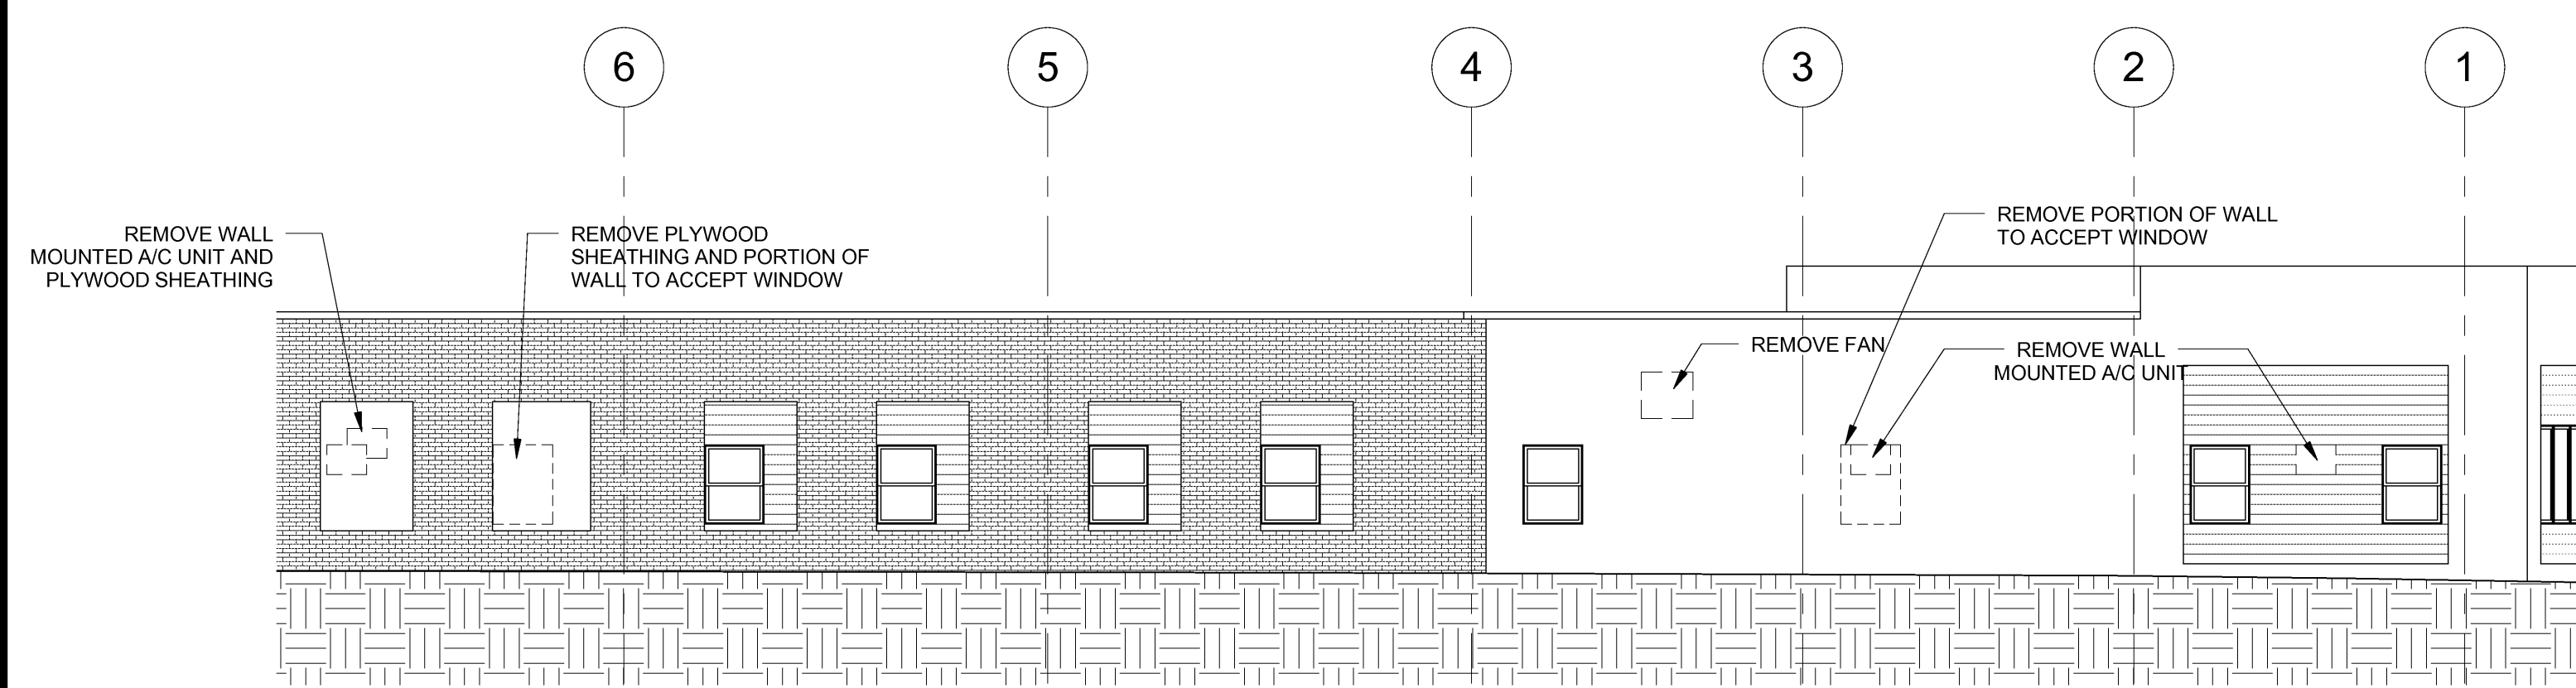 6
5
4
3
2
1
REMOVE WALL
MOUNTED A/C UNIT AND
PLYWOOD SHEATHING
REMOVE PLYWOOD
SHEATHING AND PORTION OF
WALL TO ACCEPT WINDOW
REMOVE PORTION OF WALL
TO ACCEPT WINDOW
REMOVE FAN
REMOVE WALL
MOUNTED A/C UNIT